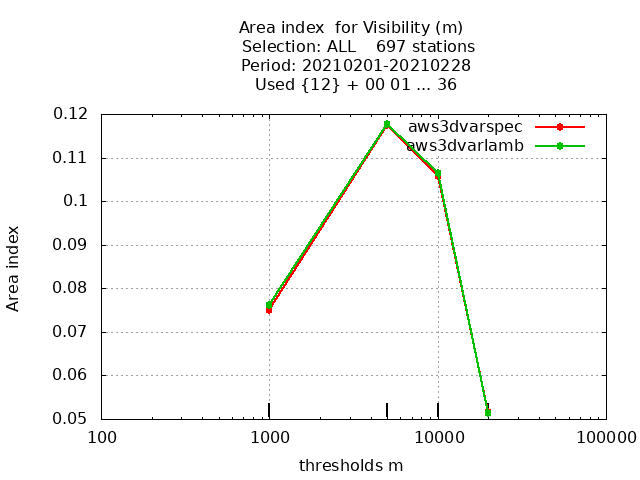 Area index  for Visibility (m)
Selection: ALL    697 stations
Period: 20210201-20210228
Used {12} + 00 01 ... 36
0.12
0.11
0.1
0.09
0.08
0.07
0.06
0.05
Area index
aws3dvarspec
aws3dvarlamb
100
1000
10000
100000
thresholds m